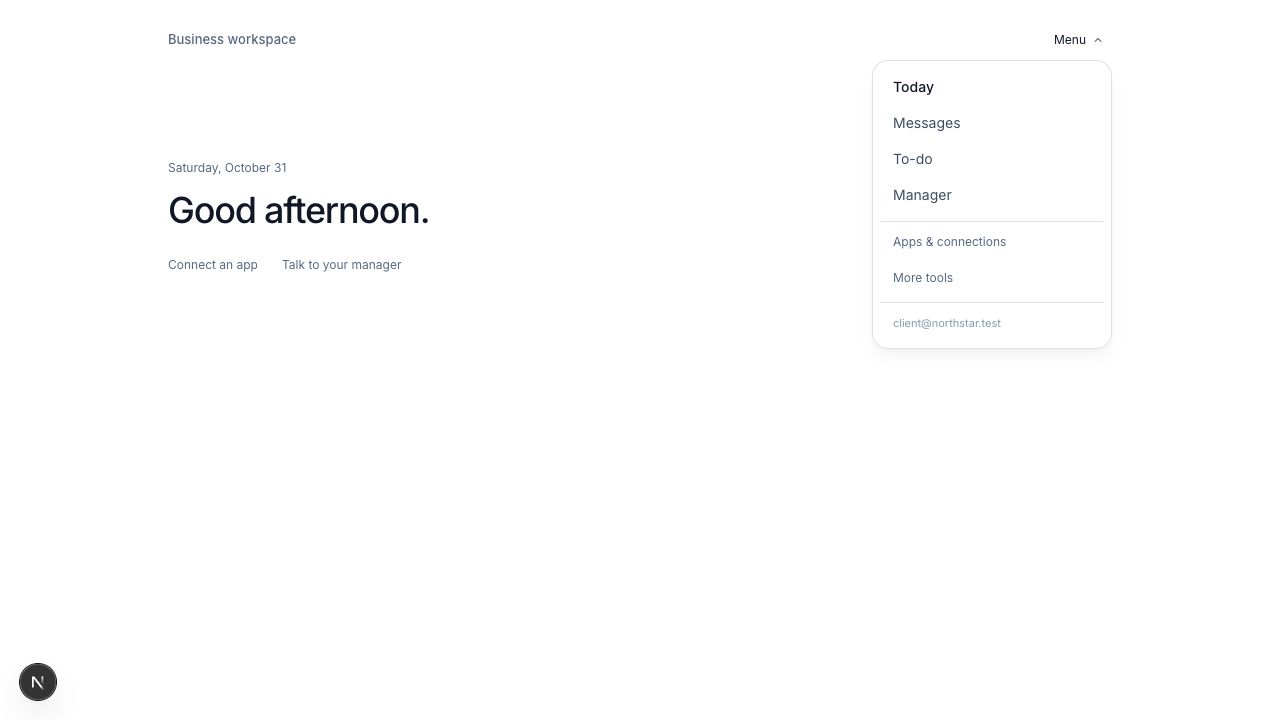 Business workspace
Menu
Today
Messages
To-do
Manager
Apps & connections
More tools
client@northstar.test
Saturday, October 31
Good afternoon.
Connect an app
Talk to your manager
N